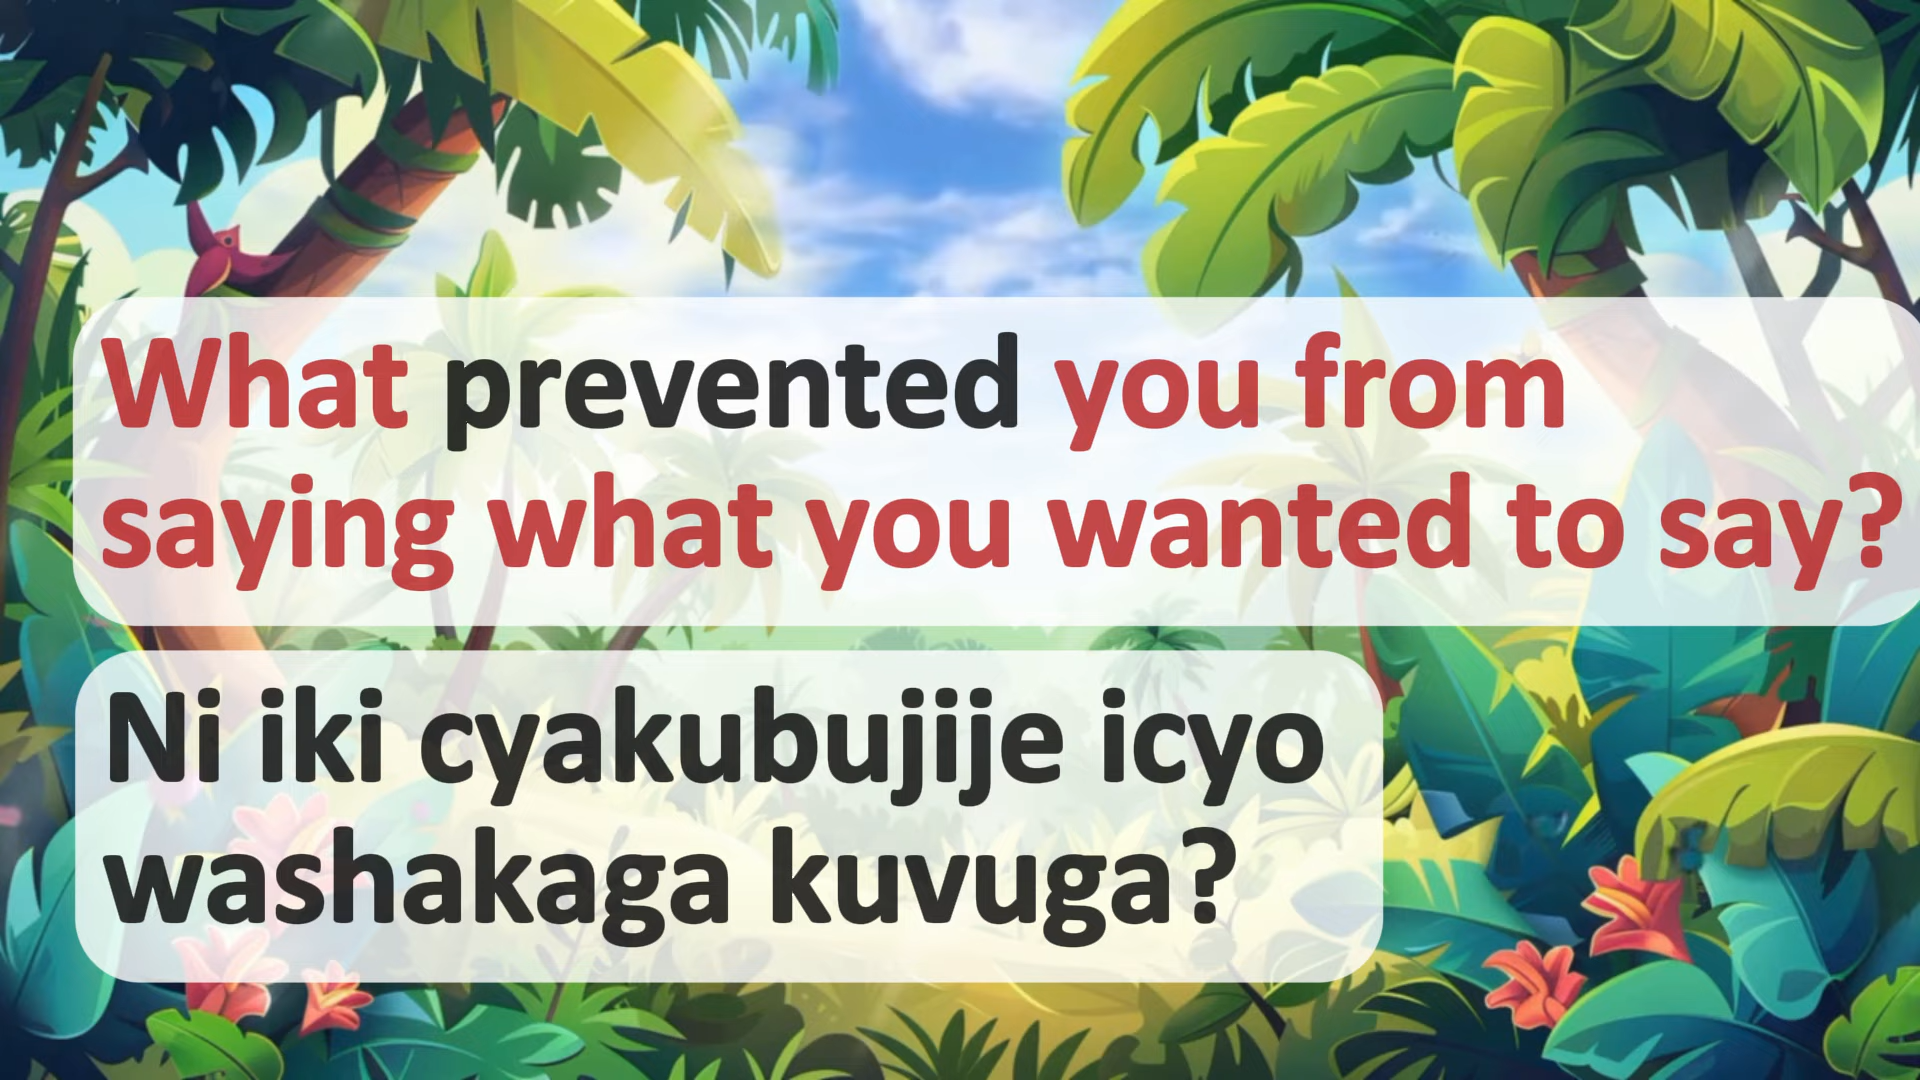 What prevented you from
saying what you wanted to say?
Ni iki cyakubujije icyo
washakaga kuvuga?